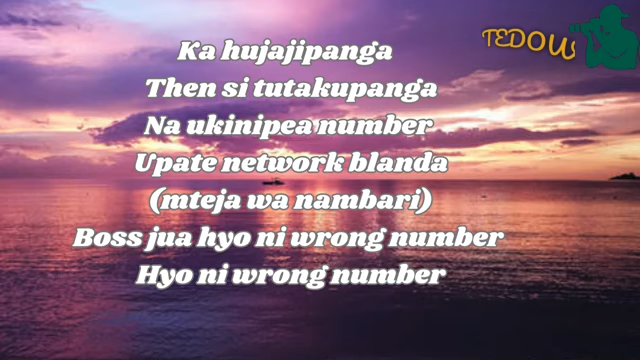 TEDOW
Ka hujajipanga
Then si tutakupanga
Na ukinipea number
Upate network blanda
(mteja wa nambari)
Boss jua hyo ni wrong number
Hyo ni wrong number